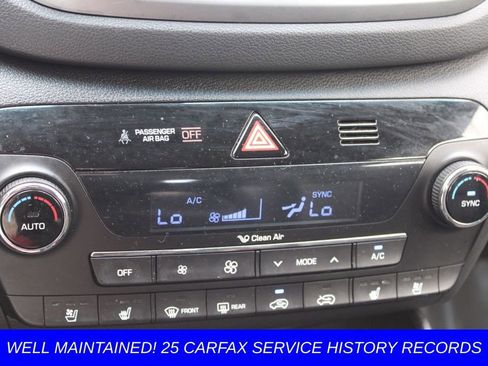 PASSENGER
AIR BAG OFF
A/C SYNC
Lo Lo
AUTO
SYNC
Clean Air
OFF MODE A/C
FRONT REAR
WELL MAINTAINED! 25 CARFAX SERVICE HISTORY RECORDS